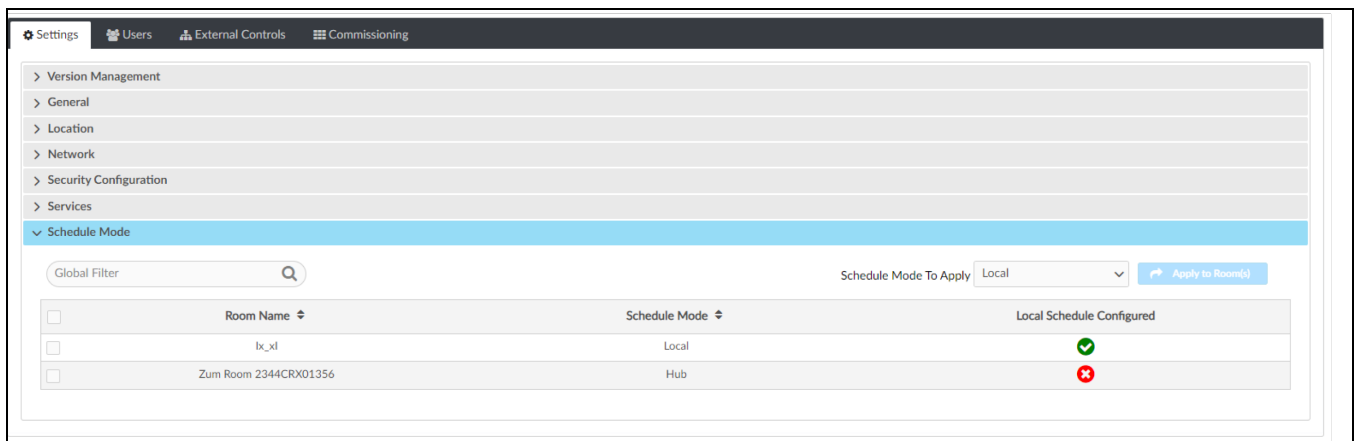 Settings Users External Controls Commissioning
Version Management
General
Location
Network
Security Configuration
Services
Schedule Mode
Global Filter Schedule Mode To Apply Local Apply to Room(s)
Room Name Schedule Mode Local Schedule Configured
lx_xl Local
Zum Room 2344CRX01356 Hub